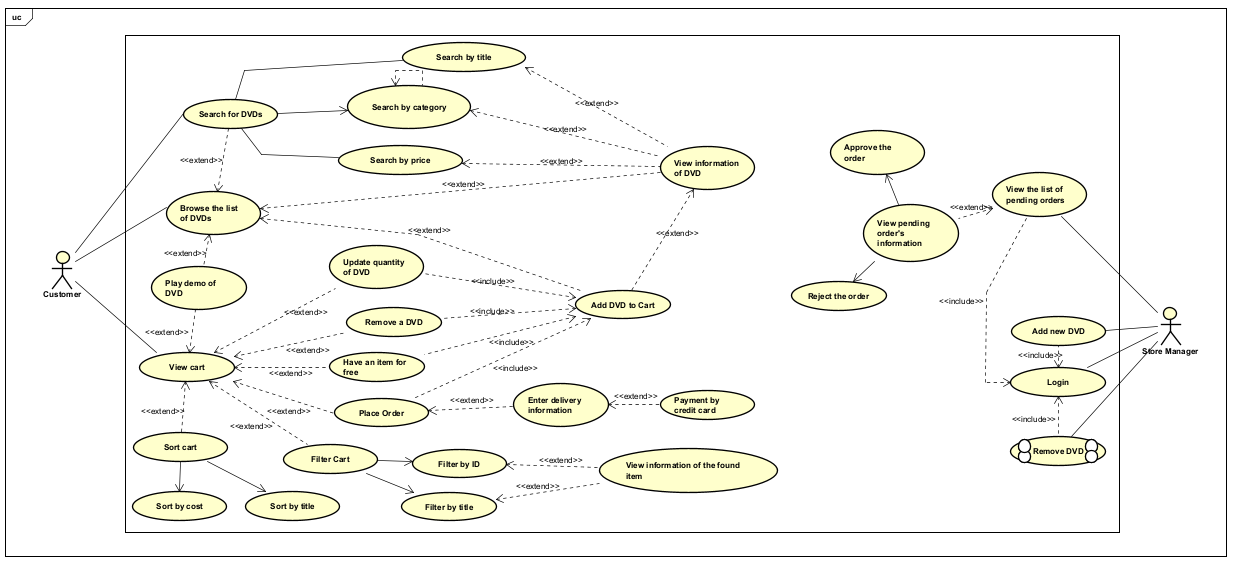 uc
Search by title
<<extend>>
Search for DVDs
Search by category
<<extend>>
<<extend>>
Search by price
<<extend>>
View information
of DVD
<<extend>>
Browse the list
of DVDs
<<extend>>
<<extend>>
<<extend>>
Play demo of
DVD
Update quantity
of DVD
<<include>>
Add DVD to Cart
<<extend>>
Remove a DVD
<<include>>
<<extend>>
<<extend>>
View cart
Have an item for
free
<<include>>
<<extend>>
<<include>>
Place Order
<<extend>>
Enter delivery
information
<<extend>>
Payment by
credit card
<<extend>>
<<extend>>
<<extend>>
Sort cart
Filter Cart
Filter by ID
<<extend>>
View information of the found
item
<<extend>>
Sort by cost
Sort by title
Filter by title
Customer
Approve the
order
View pending
order's
information
<<extend>>
View the list of
pending orders
Reject the order
<<include>>
Add new DVD
Store Manager
<<include>>
Login
<<include>>
Remove DVD